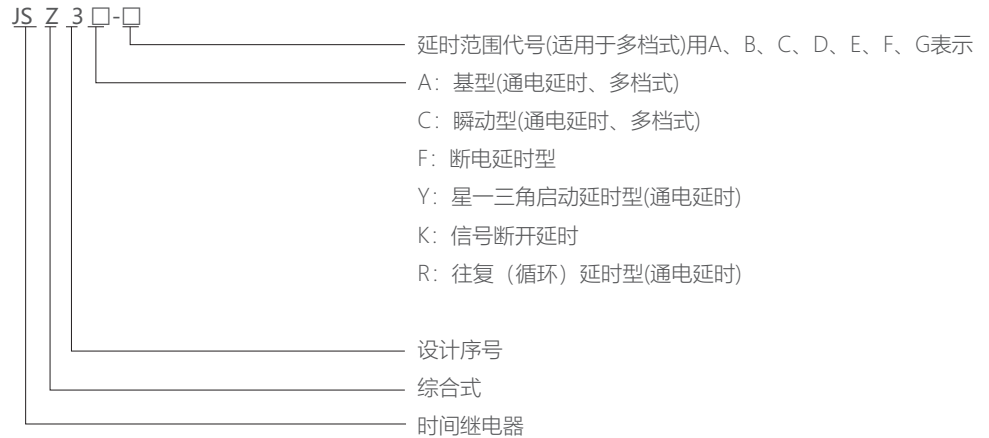 JS Z 3 □-□
延时范围代号(适用于多档式)用A、B、C、D、E、F、G表示
A：基型(通电延时、多档式)
C：瞬动型(通电延时、多档式)
F：断电延时型
Y：星一三角启动延时型(通电延时)
K：信号断开延时
R：往复（循环）延时型(通电延时)
设计序号
综合式
时间继电器